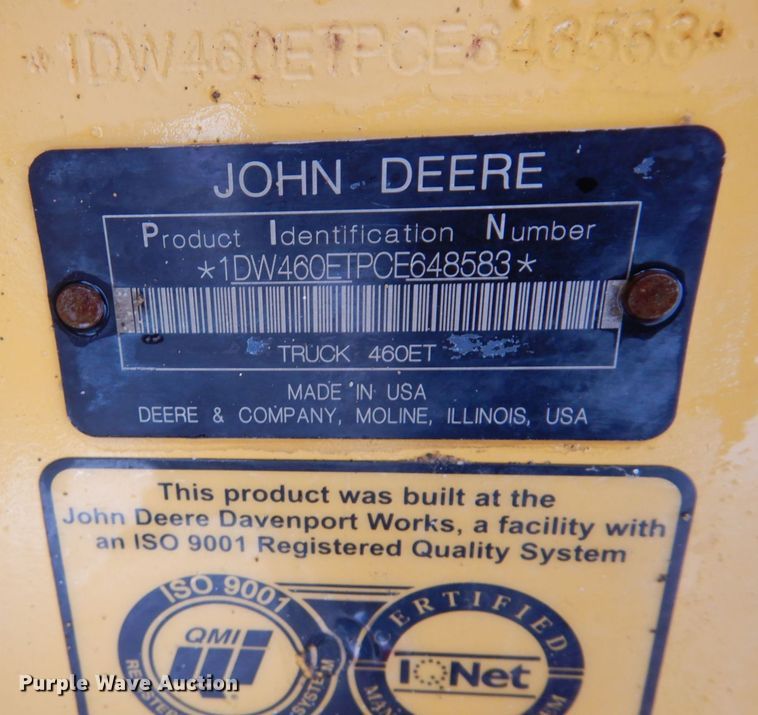 *1DW460ETPCE648583*
JOHN DEERE
Product Identification Number
*1DW460ETPCE648583*
TRUCK 460ET
MADE IN USA
DEERE & COMPANY, MOLINE, ILLINOIS, USA
This product was built at the
John Deere Davenport Works, a facility with
an ISO 9001 Registered Quality System
ISO 9001
QMI
CERTIFIED
IQNet
Purple Wave Auction